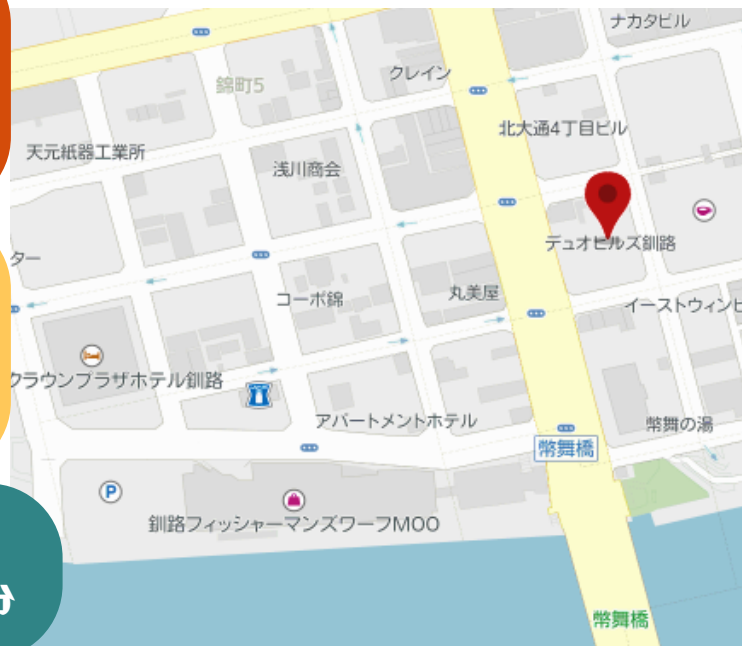 ナカタビル
クレイン
錦町5
北大通4丁目ビル
天元紙器工業所
浅川商会
デュオヒルズ釧路
ター
コーポ錦
丸美屋
イーストウィンビ
クラウンプラザホテル釧路
アパートメントホテル
幣舞の湯
幣舞橋
P
釧路フィッシャーマンズワーフMOO
分
幣舞橋